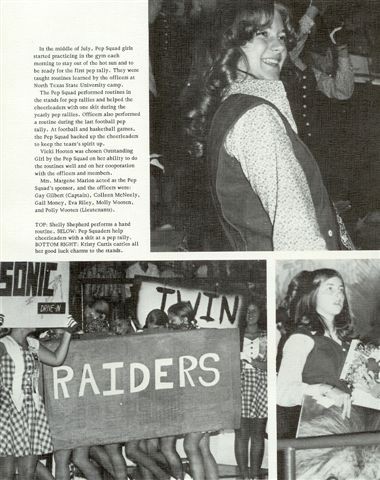 In the middle of July, Pep Squad girls
started practicing in the gym each
morning to stay out of the hot sun and to
be ready for the first pep rally. They were
taught routines learned by the officers at
North Texas State University camp.
The Pep Squad performed routines in
the stands for pep rallies and helped the
cheerleaders with one skit during the
yearly pep rallies. Officers also performed
a routine during the last football pep
rally. At football and basketball games,
the Pep Squad backed up the cheerleaders
to keep the team's spirit up.
Vicki Hooten was chosen Outstanding
Girl by the Pep Squad on her ability to do
the routines well and on her cooperation
with the officers and members.
Mrs. Margene Marion acted as the Pep
Squad's sponsor, and the officers were:
Guy Gilbert (Captain), Colleen McNeely,
Gail Money, Eva Riley, Molly Wooten,
and Polly Wooten (Lieutenants).
TOP: Shelly Shepherd performs a hand
routine. BELOW: Pep Squaders help
cheerleaders with a skit at a pep rally.
BOTTOM RIGHT: Kristy Curtis carries all
her good luck charms to the stands.
SONIC
DRIVE-IN
TWIN
RAIDERS